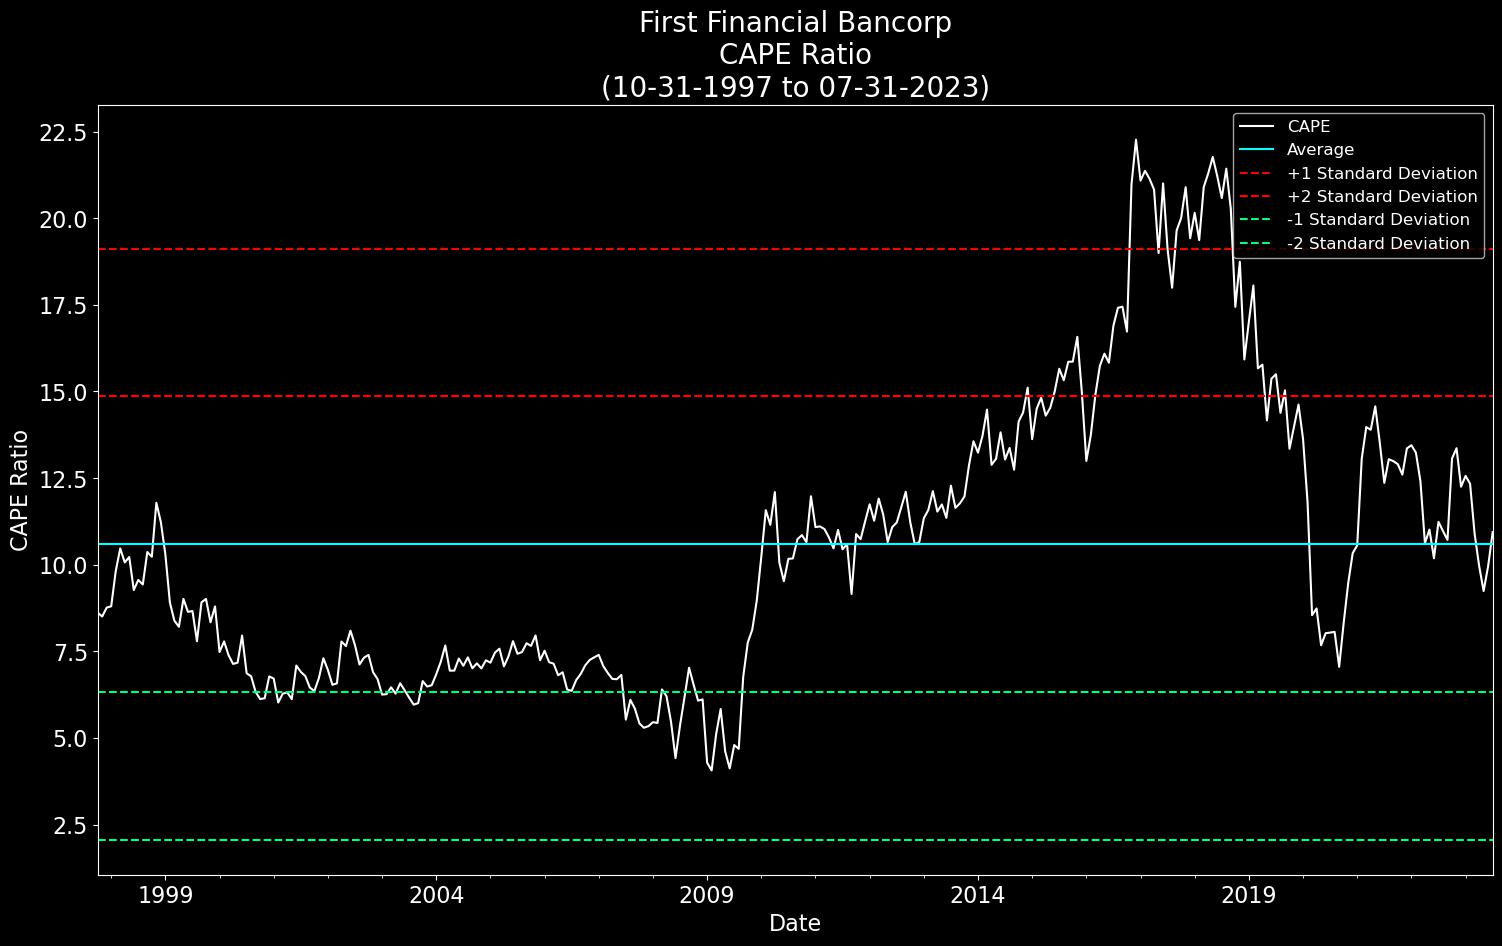 First Financial Bancorp
CAPE Ratio
(10-31-1997 to 07-31-2023)
CAPE
Average
+1 Standard Deviation
+2 Standard Deviation
-1 Standard Deviation
-2 Standard Deviation
CAPE Ratio
22.5
20.0
17.5
15.0
12.5
10.0
7.5
5.0
2.5
1999 2004 2009 2014 2019
Date